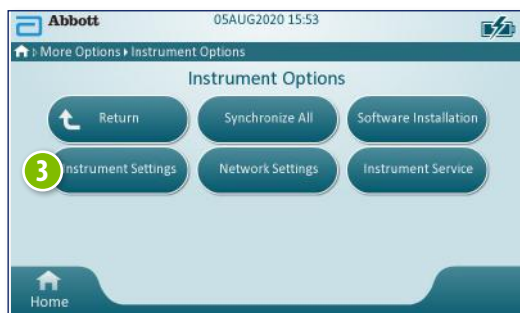 Abbott
05AUG2020 15:53
More Options Instrument Options
Instrument Options
Return
Synchronize All
Software Installation
3
Instrument Settings
Network Settings
Instrument Service
Home